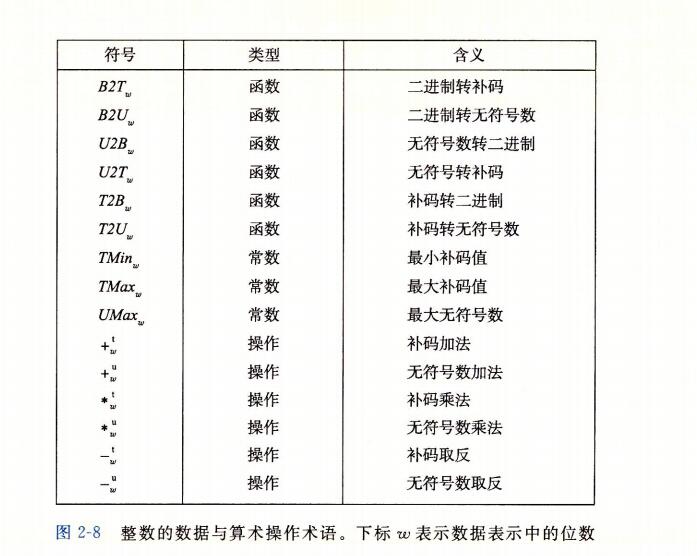 符号 类型 含义
B2T_w 函数 二进制转补码
B2U_w 函数 二进制转无符号数
U2B_w 函数 无符号数转二进制
U2T_w 函数 无符号转补码
T2B_w 函数 补码转二进制
T2U_w 函数 补码转无符号数
TMin_w 常数 最小补码值
TMax_w 常数 最大补码值
UMax_w 常数 最大无符号数
+^t_w 操作 补码加法
+^u_w 操作 无符号数加法
*^t_w 操作 补码乘法
*^u_w 操作 无符号数乘法
-^t_w 操作 补码取反
-^u_w 操作 无符号数取反
图 2-8 整数的数据与算术操作术语。下标 w 表示数据表示中的位数